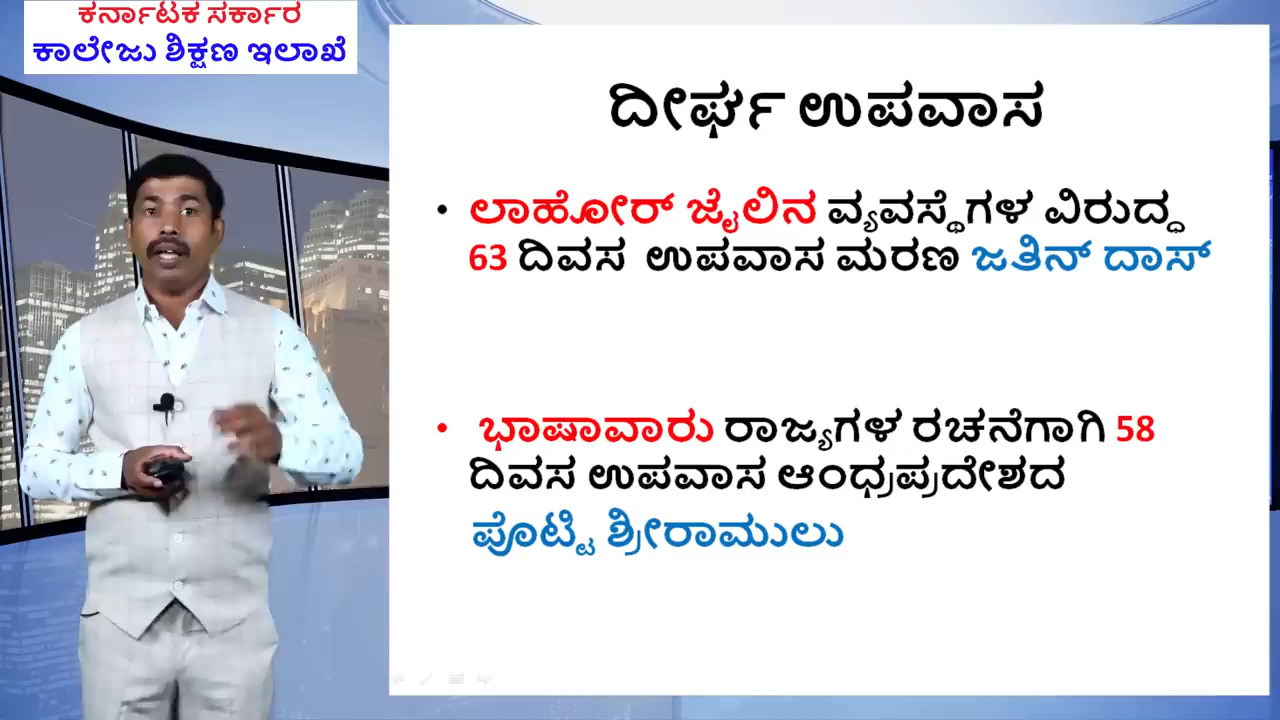 ಕರ್ನಾಟಕ ಸರ್ಕಾರ
ಕಾಲೇಜು ಶಿಕ್ಷಣ ಇಲಾಖೆ
ದೀರ್ಘ ಉಪವಾಸ
• ಲಾಹೋರ್ ಜೈಲಿನ ವ್ಯವಸ್ಥೆಗಳ ವಿರುದ್ಧ
63 ದಿವಸ ಉಪವಾಸ ಮರಣ ಜತಿನ್ ದಾಸ್
• ಭಾಷಾವಾರು ರಾಜ್ಯಗಳ ರಚನೆಗಾಗಿ 58
ದಿವಸ ಉಪವಾಸ ಆಂಧ್ರಪ್ರದೇಶದ
ಪೊಟ್ಟಿ ಶ್ರೀರಾಮುಲು